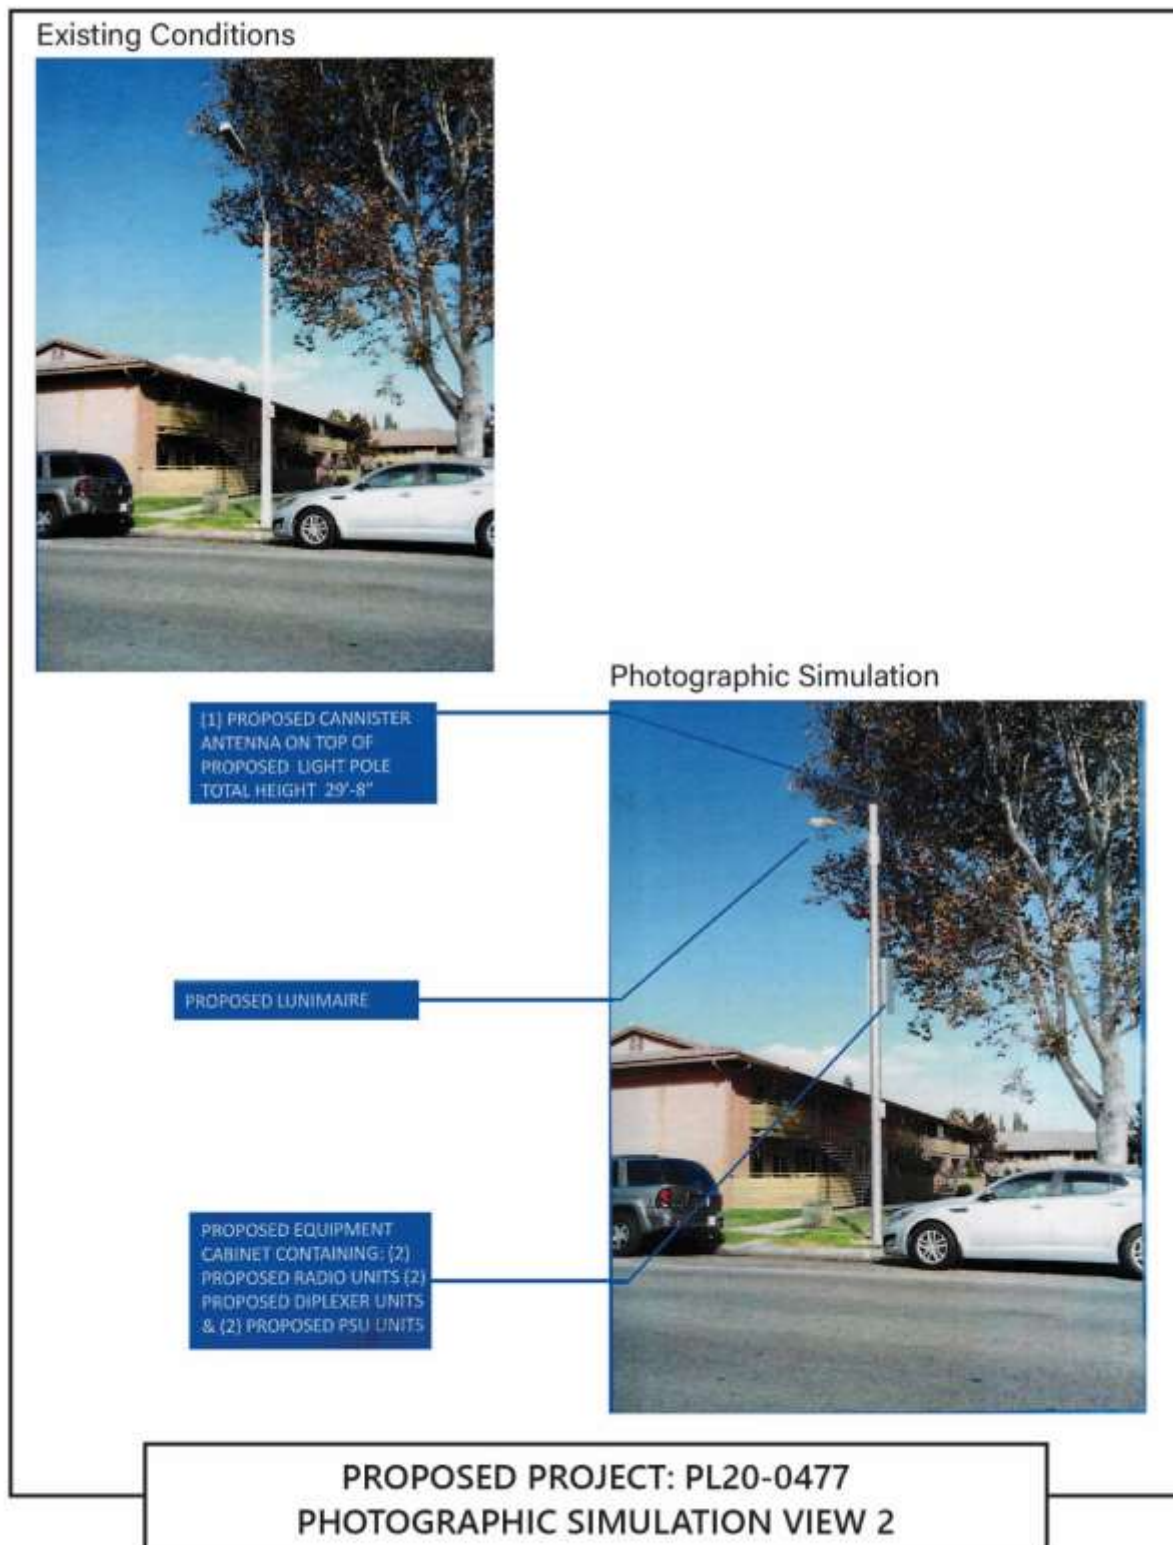 Existing Conditions
Photographic Simulation
(1) PROPOSED CANNISTER
ANTENNA ON TOP OF
PROPOSED LIGHT POLE
TOTAL HEIGHT 29'-8"
PROPOSED LUNIMAIRE
PROPOSED EQUIPMENT
CABINET CONTAINING: (2)
PROPOSED RADIO UNITS (2)
PROPOSED DIPLEXER UNITS
& (2) PROPOSED PSU UNITS
PROPOSED PROJECT: PL20-0477
PHOTOGRAPHIC SIMULATION VIEW 2